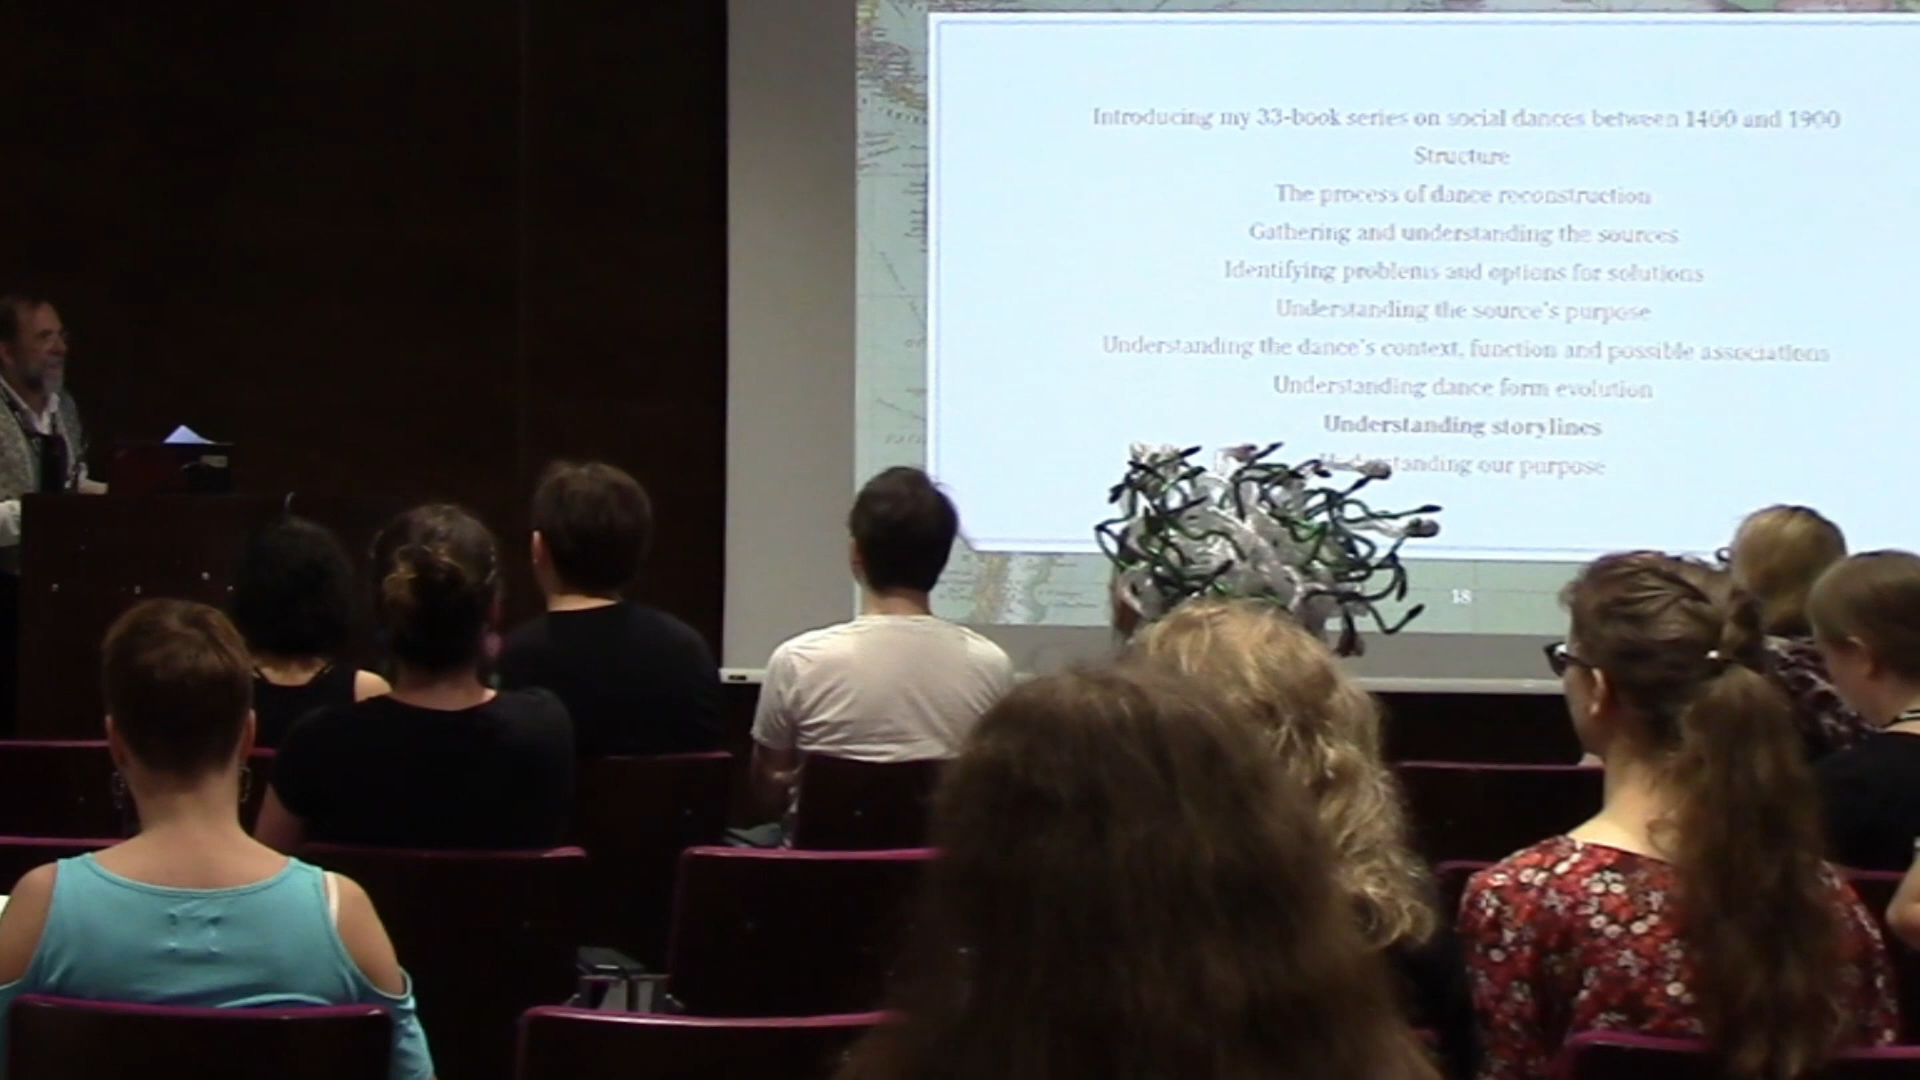 Introducing my 33-book series on social dances between 1400 and 1900
Structure
The process of dance reconstruction
Gathering and understanding the sources
Identifying problems and options for solutions
Understanding the source's purpose
Understanding the dance's context, function and possible associations
Understanding dance form evolution
Understanding storylines
Understanding our purpose
18